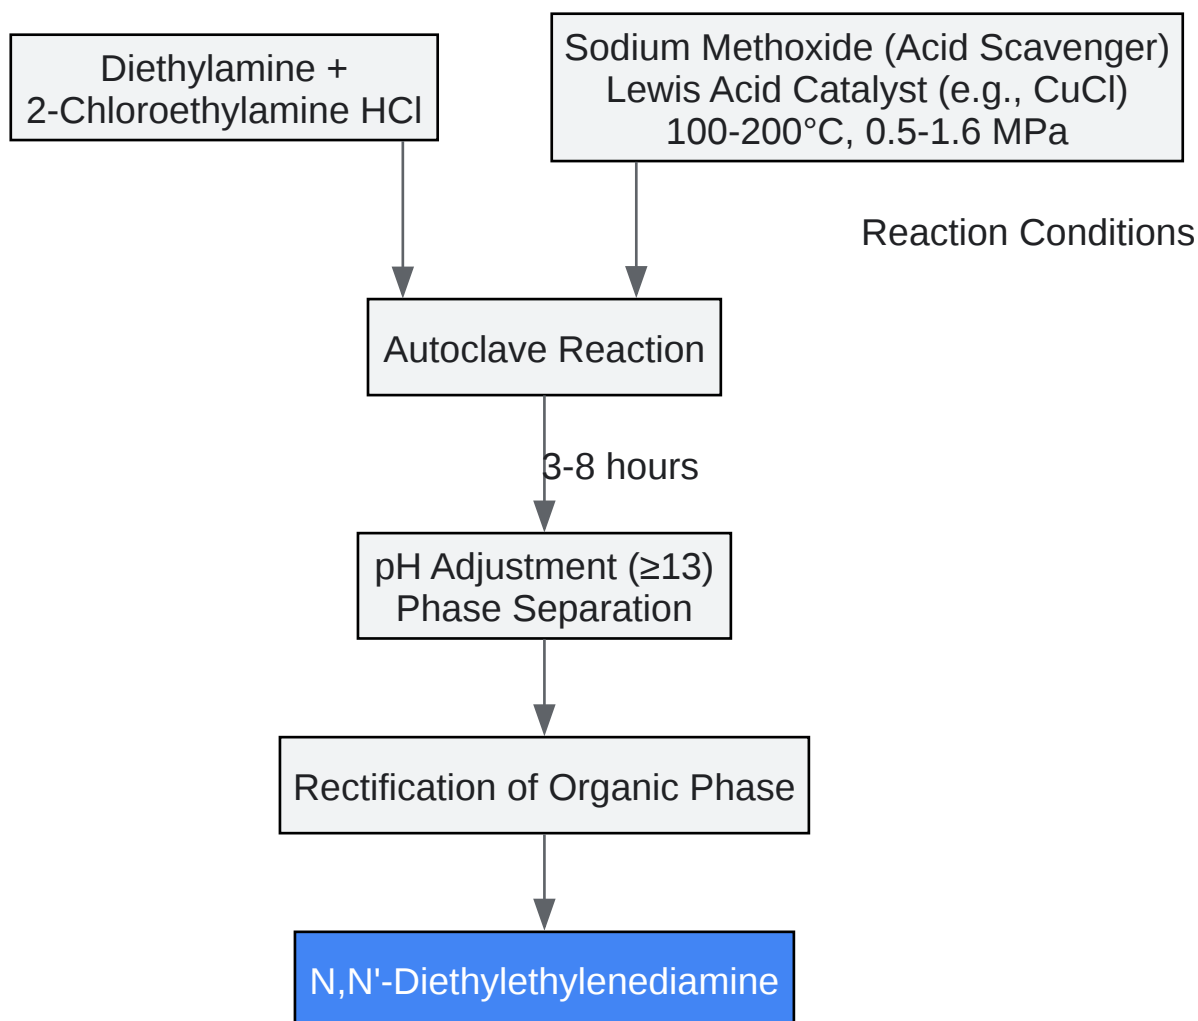 Diethylamine +
2-Chloroethylamine HCl
Sodium Methoxide (Acid Scavenger)
Lewis Acid Catalyst (e.g., CuCl)
100-200°C, 0.5-1.6 MPa
Reaction Conditions
Autoclave Reaction
3-8 hours
pH Adjustment (≥13)
Phase Separation
Rectification of Organic Phase
N,N'-Diethylethylenediamine